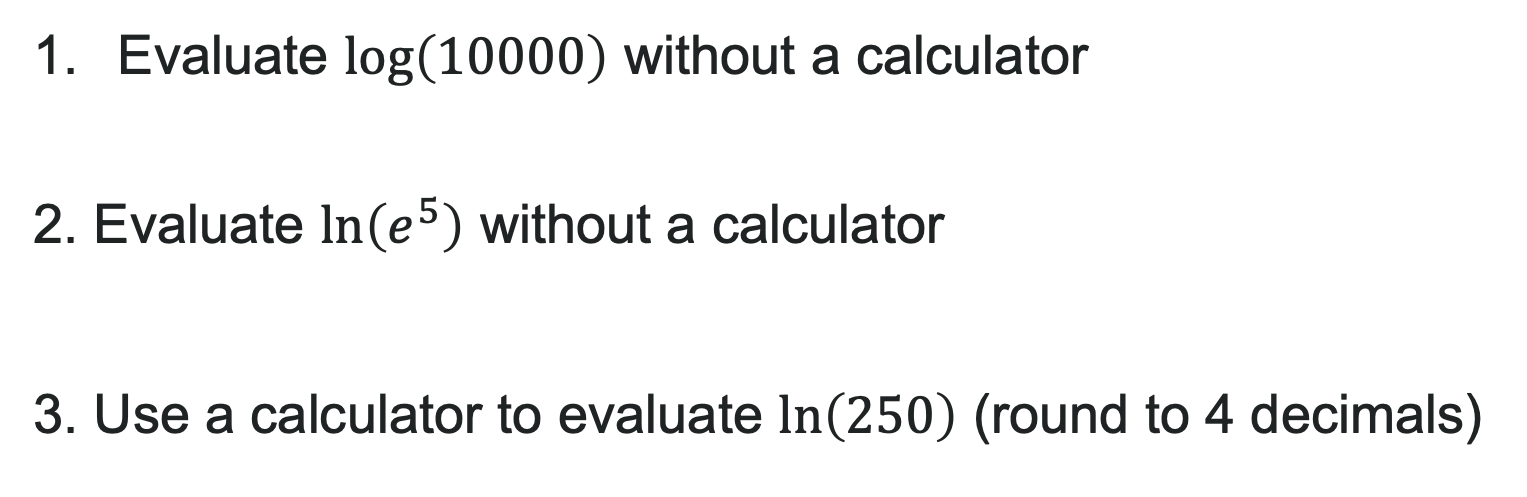 1. Evaluate log(10000) without a calculator
2. Evaluate ln(e⁵) without a calculator
3. Use a calculator to evaluate ln(250) (round to 4 decimals)